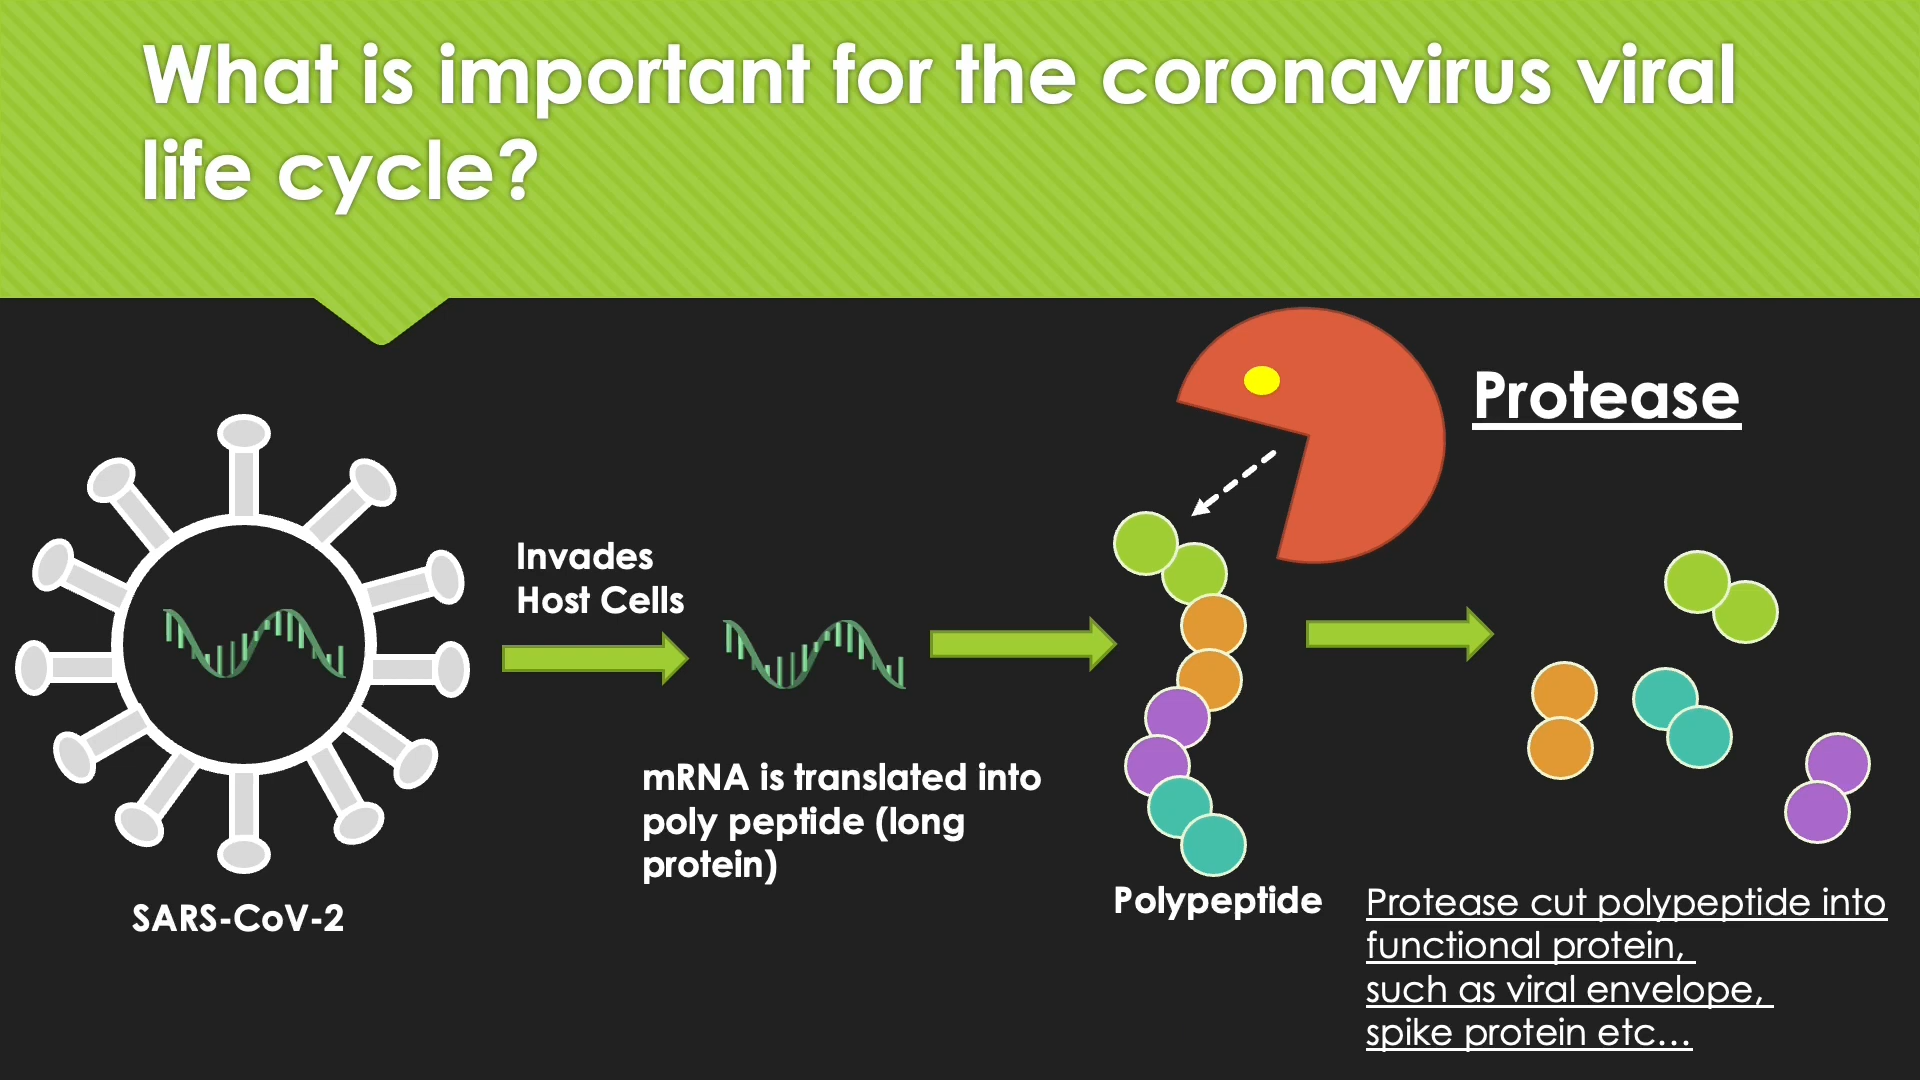 What is important for the coronavirus viral
life cycle?
Protease
Invades
Host Cells
mRNA is translated into
poly peptide (long
protein)
SARS-CoV-2
Polypeptide
Protease cut polypeptide into
functional protein,
such as viral envelope,
spike protein etc...